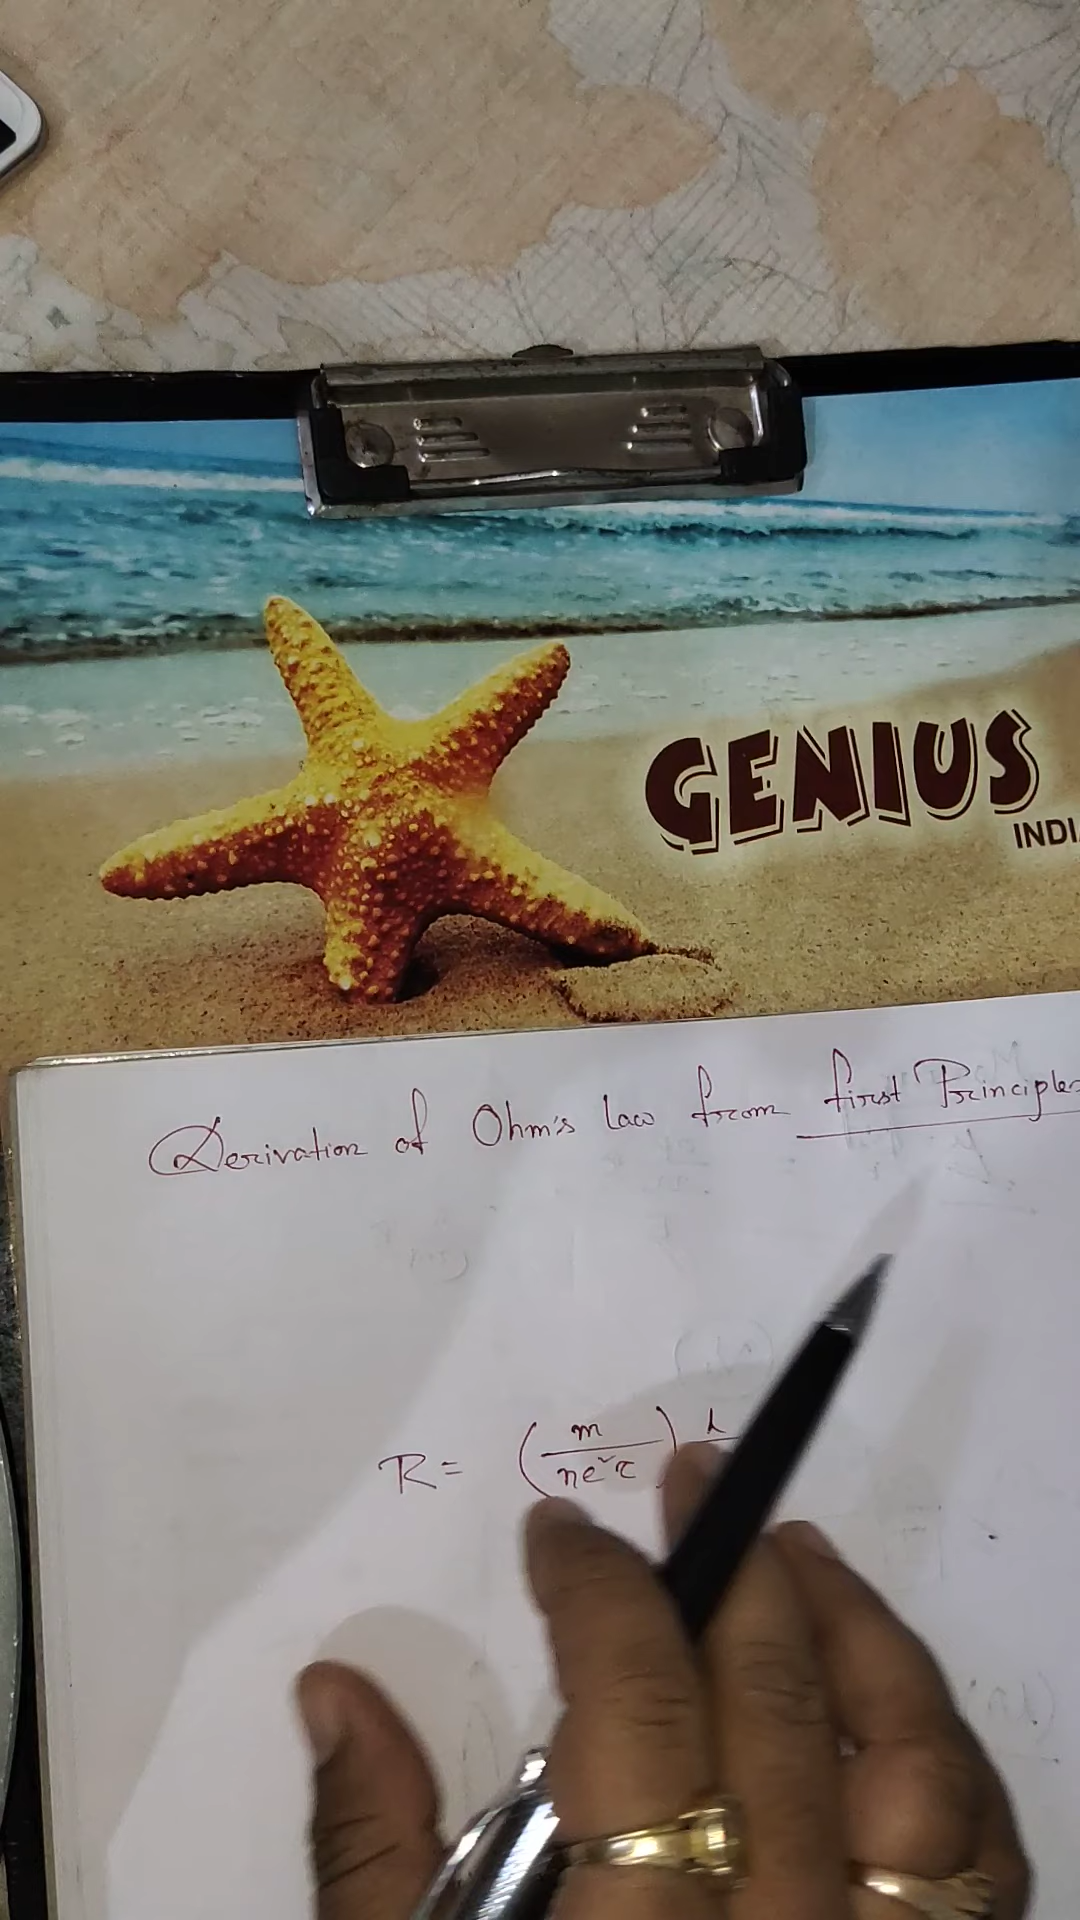 GENIUS
INDI
Derivation of Ohm's law from first Principles
R = (m/ne²τ) l